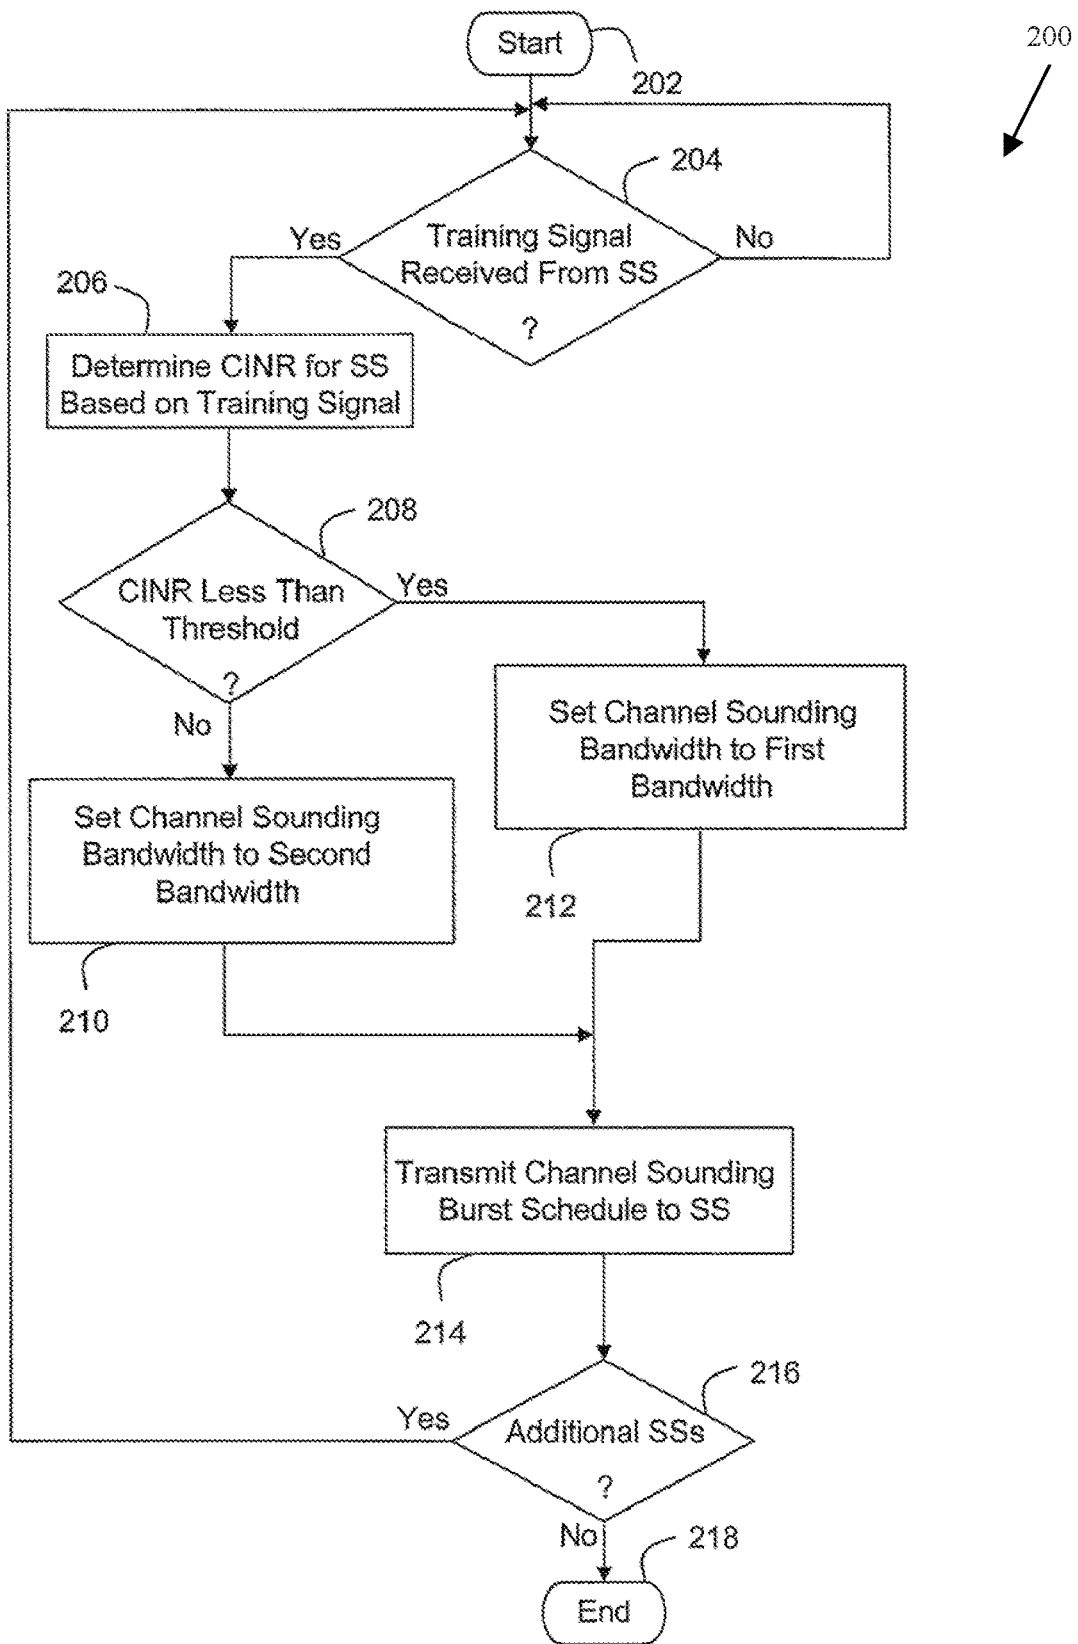 Start
200
202
204
Yes
Training Signal
Received From SS
?
No
206
Determine CINR for SS
Based on Training Signal
208
CINR Less Than
Threshold
?
Yes
No
Set Channel Sounding
Bandwidth to First
Bandwidth
212
Set Channel Sounding
Bandwidth to Second
Bandwidth
210
Transmit Channel Sounding
Burst Schedule to SS
214
216
Yes
Additional SSs
?
No
218
End